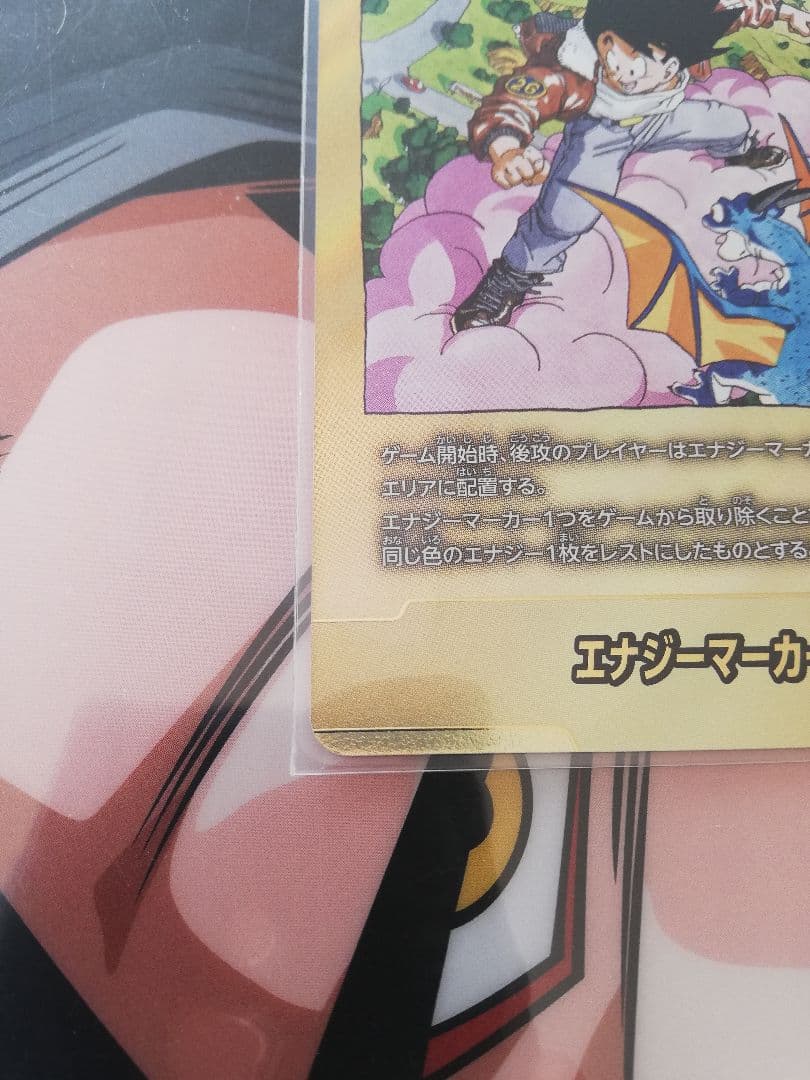 26
ゲーム開始時、後攻のプレイヤーはエナジーマーカ
エリアに配置する。
エナジーマーカー1つをゲームから取り除くこと
同じ色のエナジー1枚をレストにしたものとする
エナジーマーカー